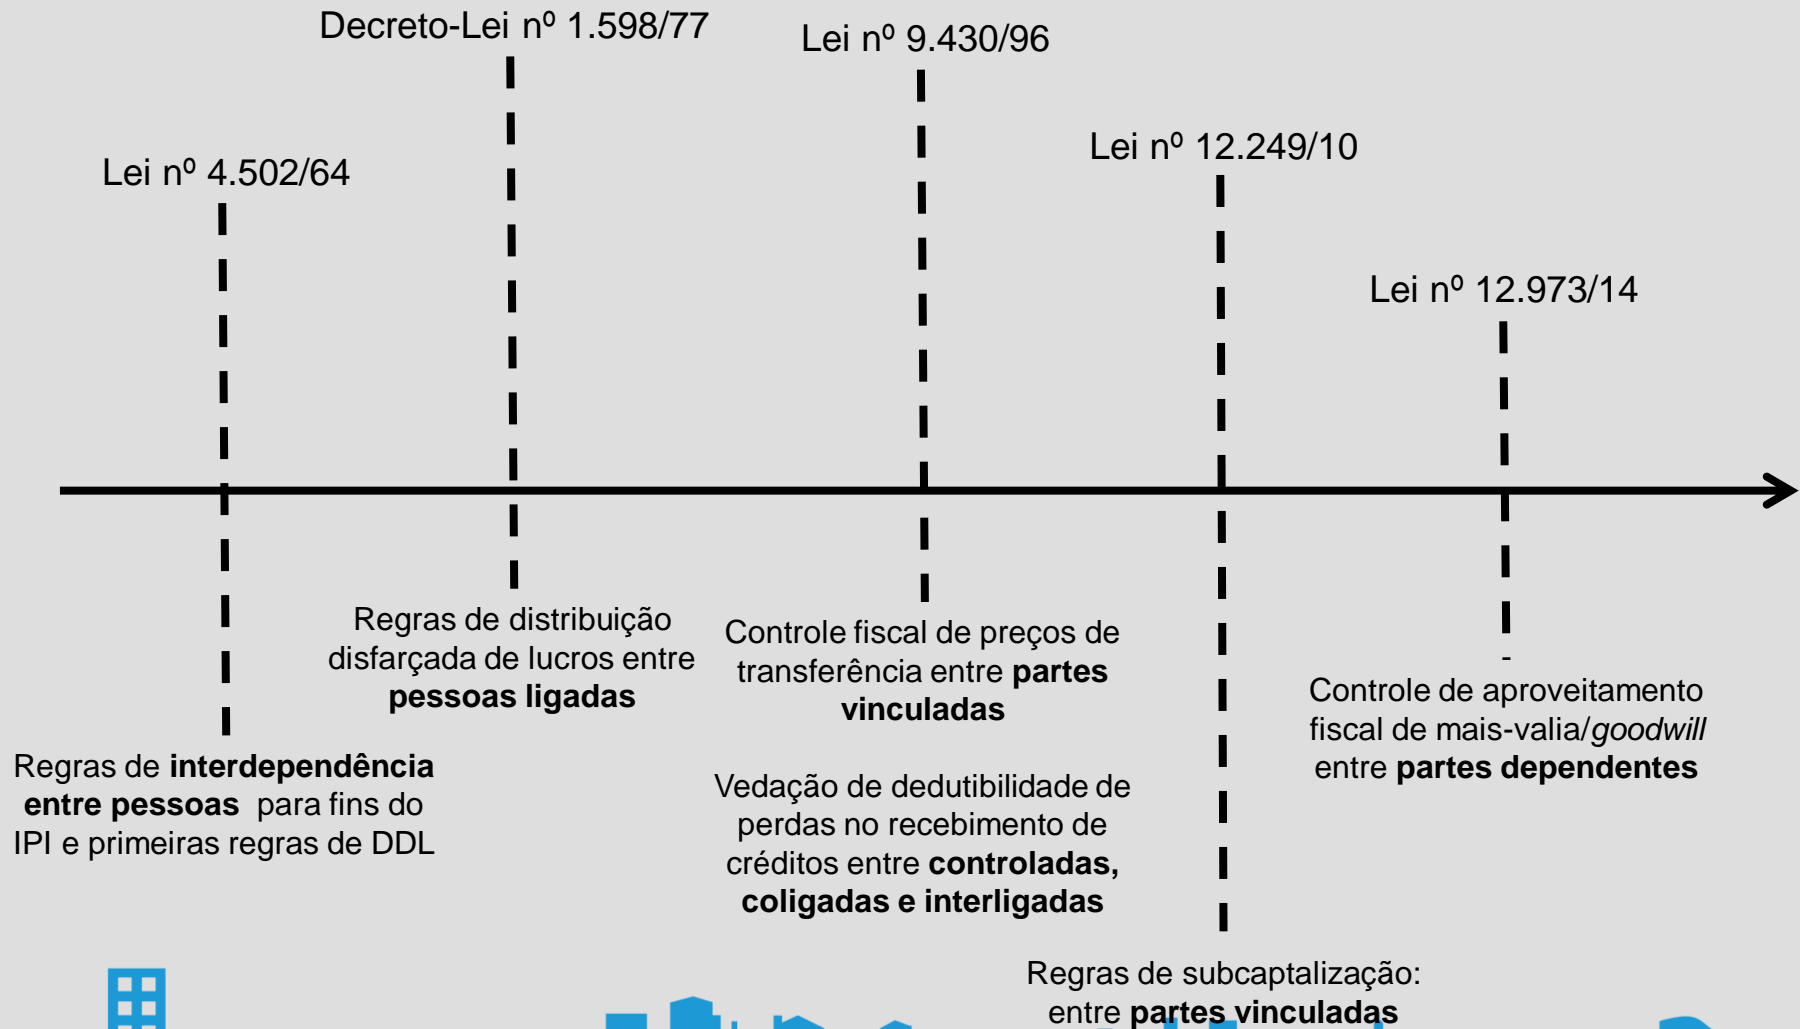 Decreto-Lei nº 1.598/77
Lei nº 9.430/96
Lei nº 12.249/10
Lei nº 4.502/64
Lei nº 12.973/14
Regras de distribuição
disfarçada de lucros entre
pessoas ligadas
Controle fiscal de preços de
transferência entre partes
vinculadas
Controle de aproveitamento
fiscal de mais-valia/goodwill
entre partes dependentes
Regras de interdependência
entre pessoas para fins do
IPI e primeiras regras de DDL
Vedação de dedutibilidade de
perdas no recebimento de
créditos entre controladas,
coligadas e interligadas
Regras de subcaptalização:
entre partes vinculadas